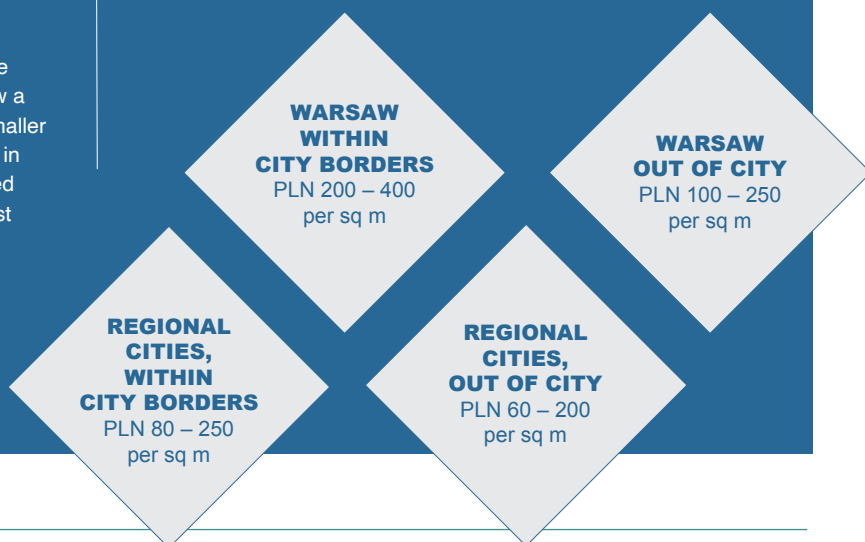 in
WARSAW
WITHIN
CITY BORDERS
PLN 200 – 400
per sq m
WARSAW
OUT OF CITY
PLN 100 – 250
per sq m
REGIONAL
CITIES,
WITHIN
CITY BORDERS
PLN 80 – 250
per sq m
REGIONAL
CITIES,
OUT OF CITY
PLN 60 – 200
per sq m